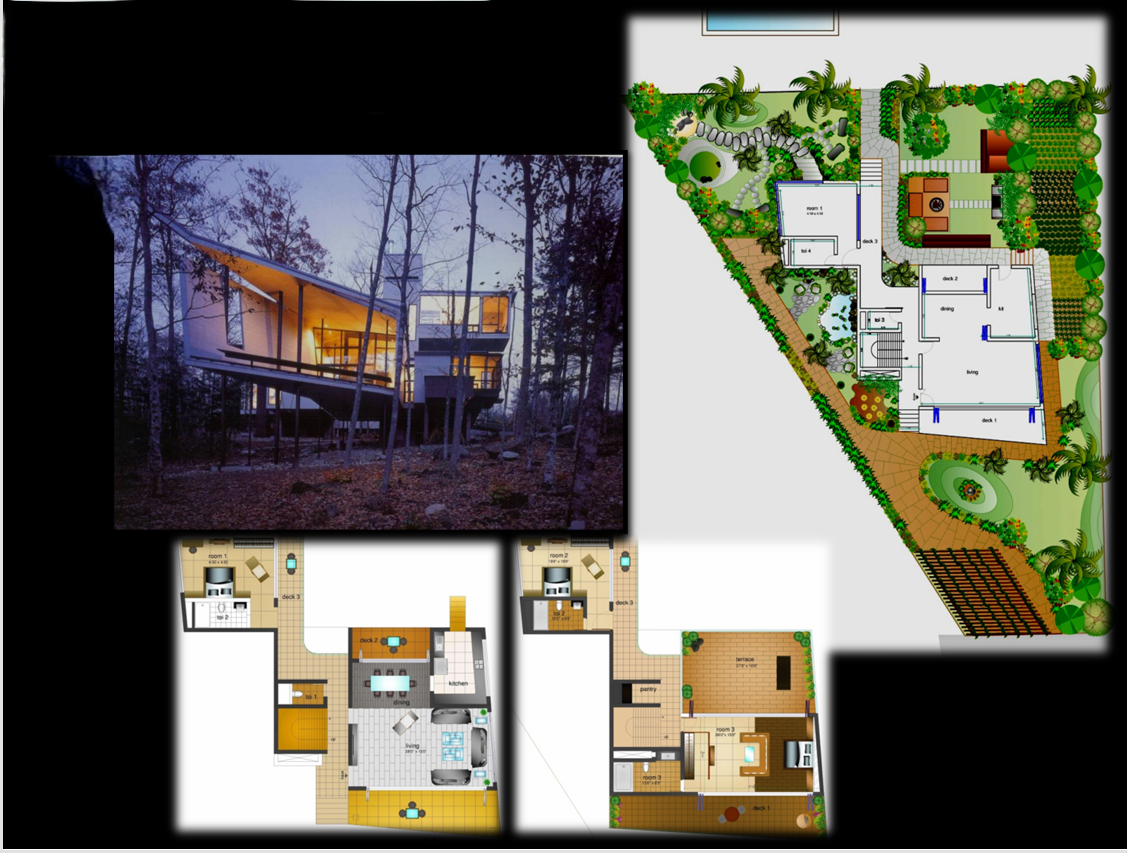 room 1
toi 4
deck 3
deck 2
dining
kit
toi 3
living
deck 1
room 1
toi 2
deck 3
deck 2
kitchen
toi 1
dining
living
room 2
deck 3
terrace
pantry
room 3
room 3
deck 1